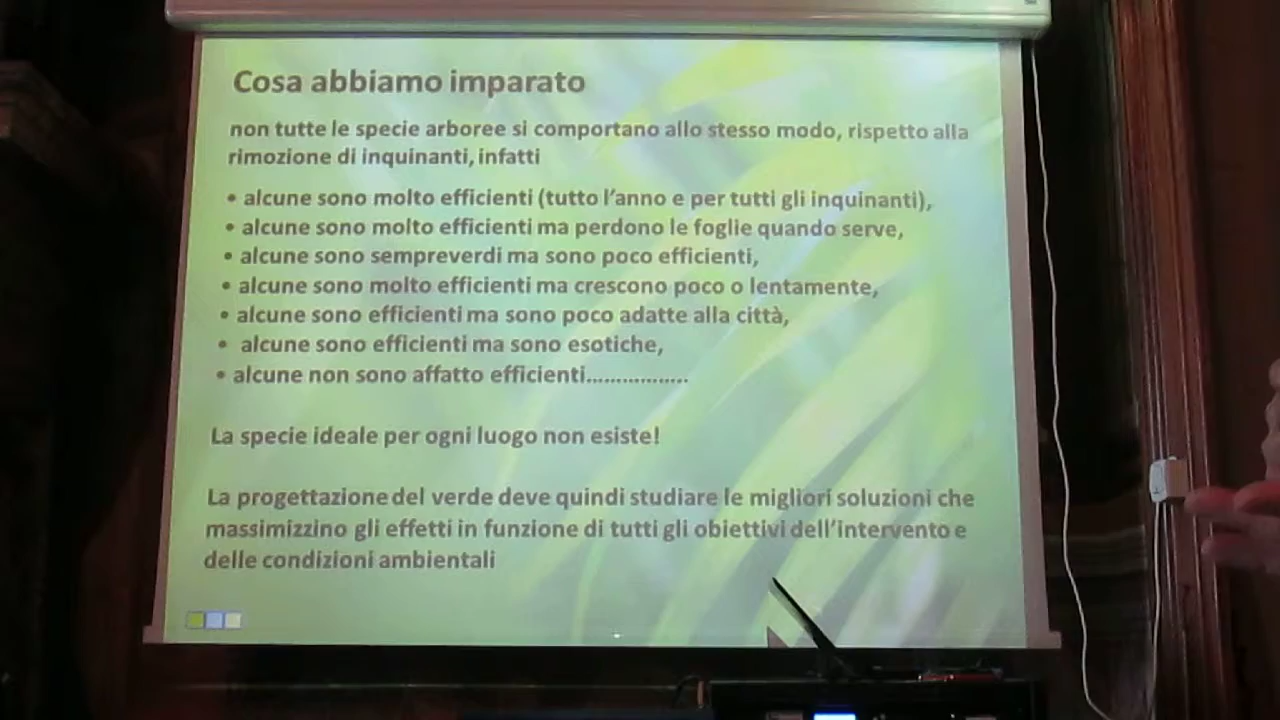 Cosa abbiamo imparato
non tutte le specie arboree si comportano allo stesso modo, rispetto alla
rimozione di inquinanti, infatti
• alcune sono molto efficienti (tutto l'anno e per tutti gli inquinanti),
• alcune sono molto efficienti ma perdono le foglie quando serve,
• alcune sono sempreverdi ma sono poco efficienti,
• alcune sono molto efficienti ma crescono poco o lentamente,
• alcune sono efficienti ma sono poco adatte alla città,
• alcune sono efficienti ma sono esotiche,
• alcune non sono affatto efficienti.................
La specie ideale per ogni luogo non esiste!
La progettazione del verde deve quindi studiare le migliori soluzioni che
massimizzino gli effetti in funzione di tutti gli obiettivi dell'intervento e
delle condizioni ambientali